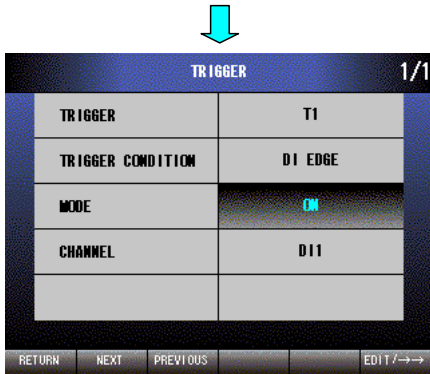 TRIGGER 1/1
TRIGGER T1
TRIGGER CONDITION DI EDGE
MODE ON
CHANNEL DI1
RETURN NEXT PREVIOUS EDIT/→→